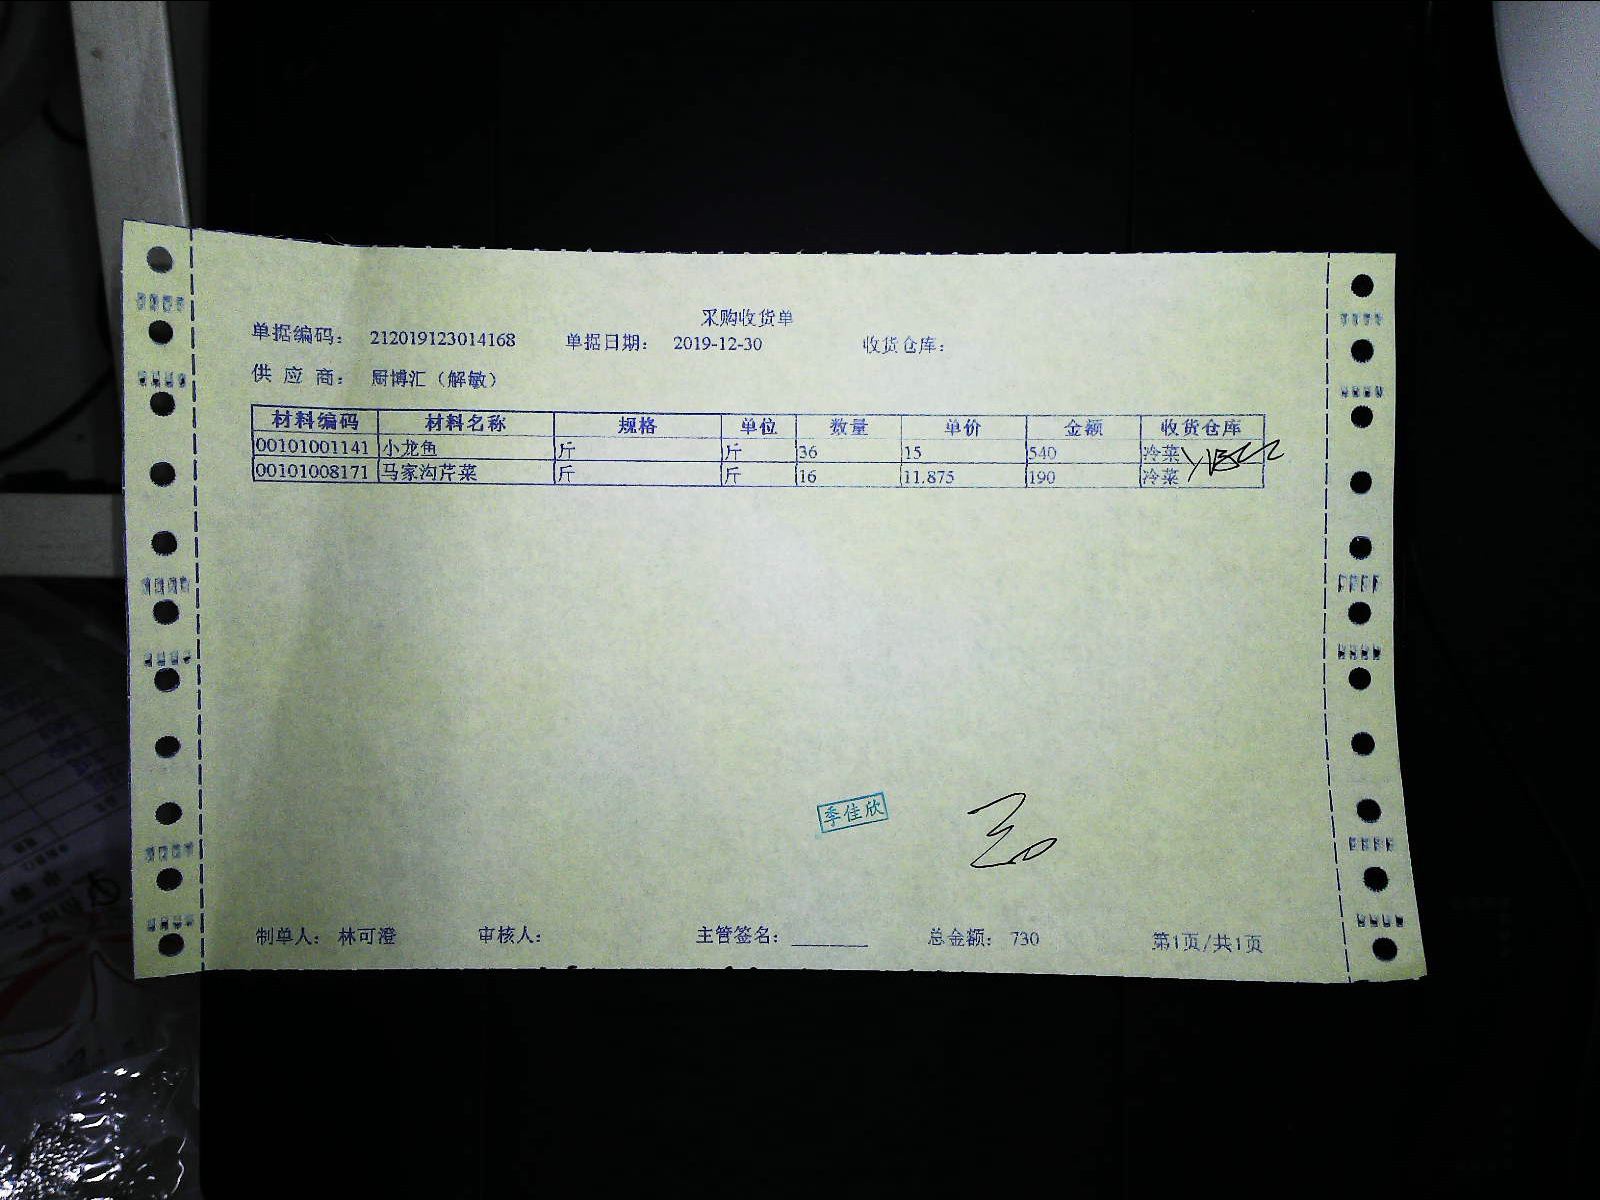 采购收货单
单据编码: 212019123014168 单据日期: 2019-12-30 收货仓库:
供 应 商: 厨博汇（解敏）
材料编码 材料名称 规格 单位 数量 单价 金额 收货仓库
00101001141 小龙鱼 斤 斤 36 15 540 冷菜
00101008171 马家沟芹菜 斤 斤 16 11.875 190 冷菜
季佳欣
制单人: 林可澄 审核人: 主管签名: 总金额: 730 第1页/共1页